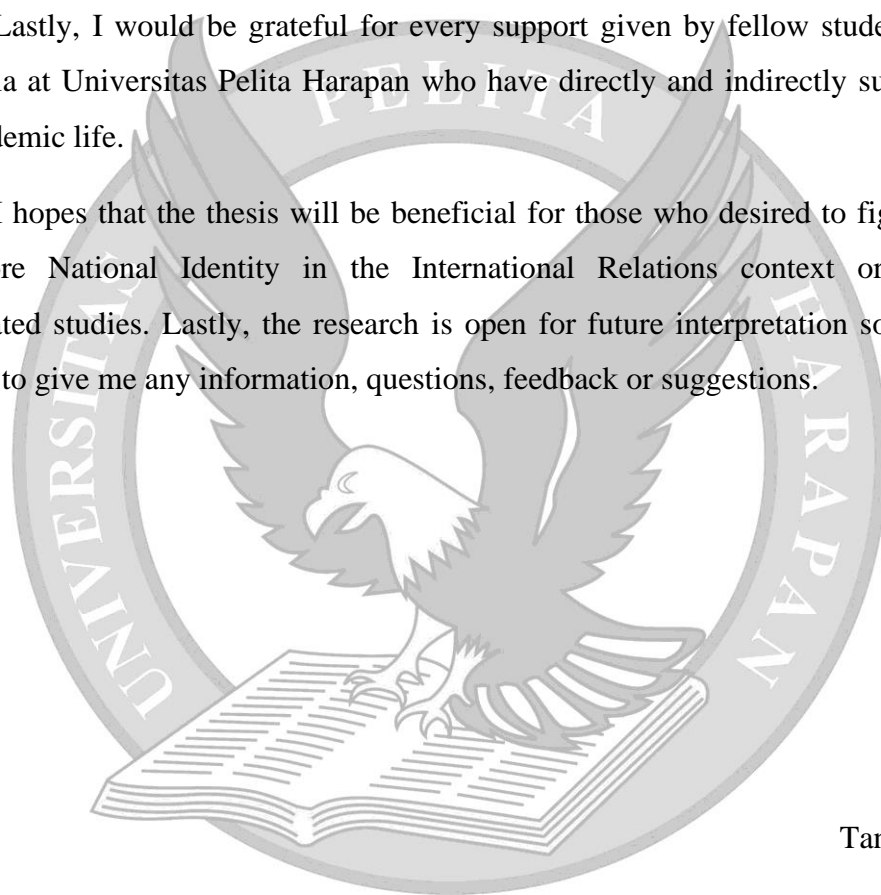 Lastly, I would be grateful for every support given by fellow stude
a at Universitas Pelita Harapan who have directly and indirectly su
demic life.
I hopes that the thesis will be beneficial for those who desired to fig
re National Identity in the International Relations context or
ated studies. Lastly, the research is open for future interpretation so
to give me any information, questions, feedback or suggestions.
UNIVERSITAS PELITA HARAPAN
Tan